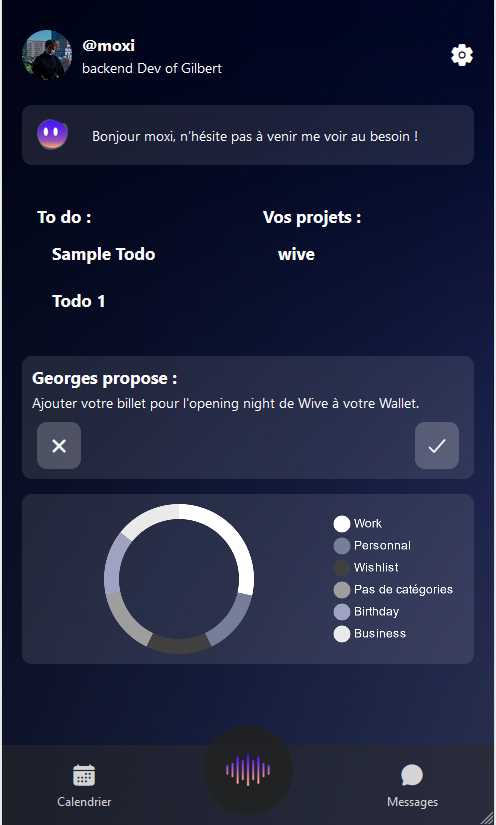 @moxi
backend Dev of Gilbert
Bonjour moxi, n'hésite pas à venir me voir au besoin !
To do :
Sample Todo
Todo 1
Vos projets :
wive
Georges propose :
Ajouter votre billet pour l'opening night de Wive à votre Wallet.
Work
Personnal
Wishlist
Pas de catégories
Birthday
Business
Calendrier
Messages